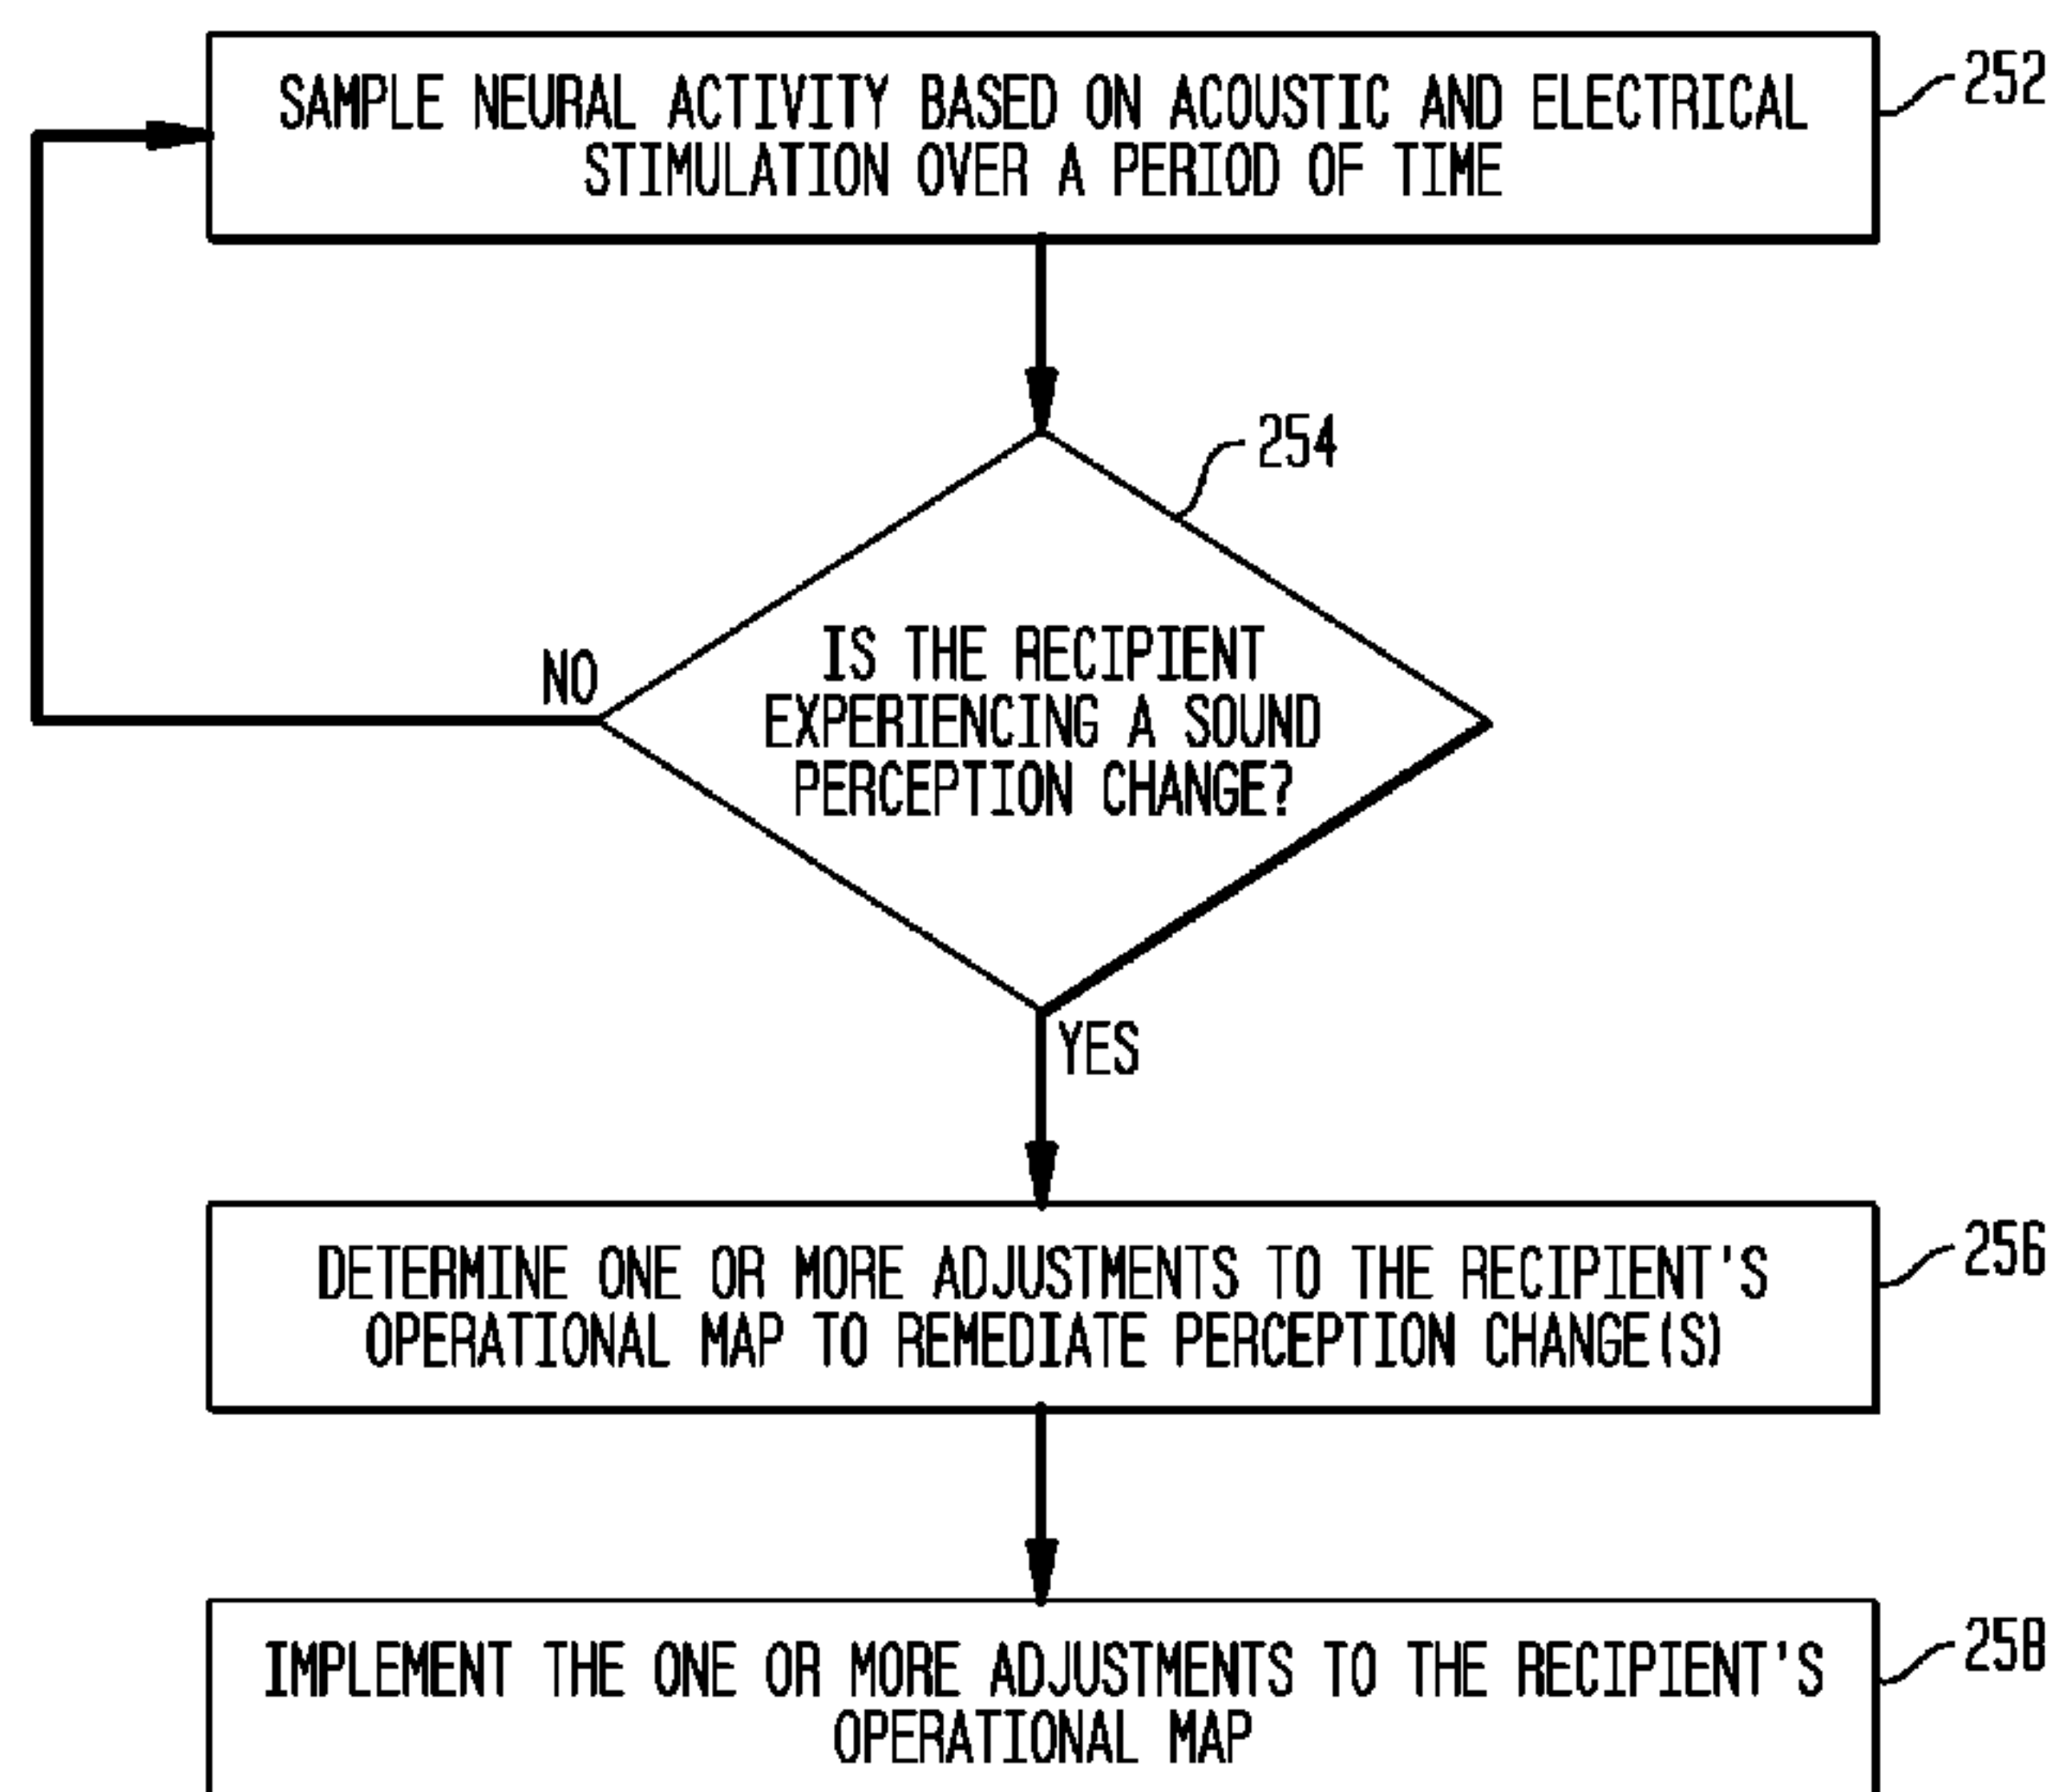 SAMPLE NEURAL ACTIVITY BASED ON ACOUSTIC AND ELECTRICAL
STIMULATION OVER A PERIOD OF TIME
252
254
IS THE RECIPIENT
EXPERIENCING A SOUND
PERCEPTION CHANGE?
NO
YES
DETERMINE ONE OR MORE ADJUSTMENTS TO THE RECIPIENT'S
OPERATIONAL MAP TO REMEDIATE PERCEPTION CHANGE(S)
256
IMPLEMENT THE ONE OR MORE ADJUSTMENTS TO THE RECIPIENT'S
OPERATIONAL MAP
258